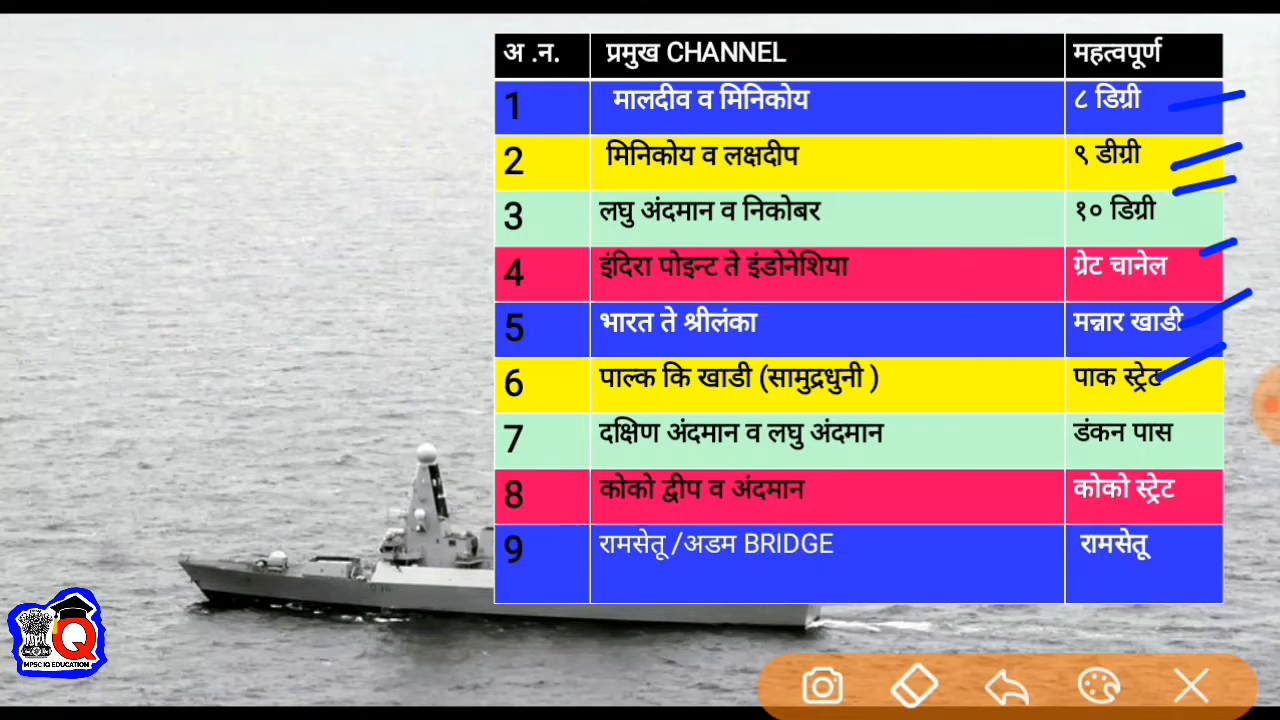 अ .न. प्रमुख CHANNEL महत्वपूर्ण
1 मालदीव व मिनिकोय ८ डिग्री
2 मिनिकोय व लक्षदीप ९ डीग्री
3 लघु अंदमान व निकोबर १० डिग्री
4 इंदिरा पोइन्ट ते इंडोनेशिया ग्रेट चानेल
5 भारत ते श्रीलंका मन्नार खाडी
6 पाल्क कि खाडी (सामुद्रधुनी ) पाक स्ट्रेट
7 दक्षिण अंदमान व लघु अंदमान डंकन पास
8 कोको द्वीप व अंदमान कोको स्ट्रेट
9 रामसेतू /अडम BRIDGE रामसेतू
Q
MPSC IQ EDUCATION